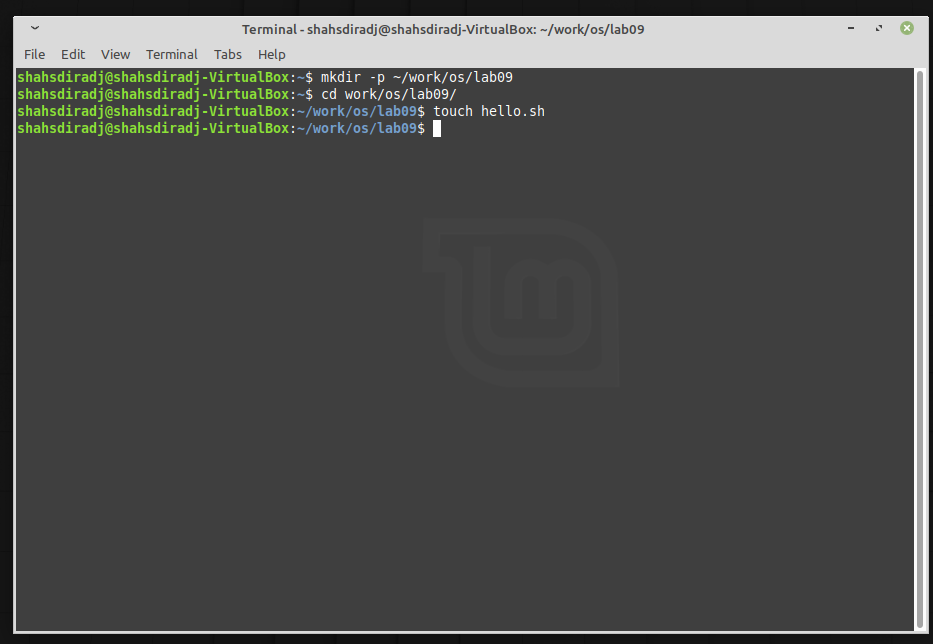 Terminal - shahsdiradj@shahsdiradj-VirtualBox: ~/work/os/lab09
File Edit View Terminal Tabs Help
shahsdiradj@shahsdiradj-VirtualBox:~$ mkdir -p ~/work/os/lab09
shahsdiradj@shahsdiradj-VirtualBox:~$ cd work/os/lab09/
shahsdiradj@shahsdiradj-VirtualBox:~/work/os/lab09$ touch hello.sh
shahsdiradj@shahsdiradj-VirtualBox:~/work/os/lab09$